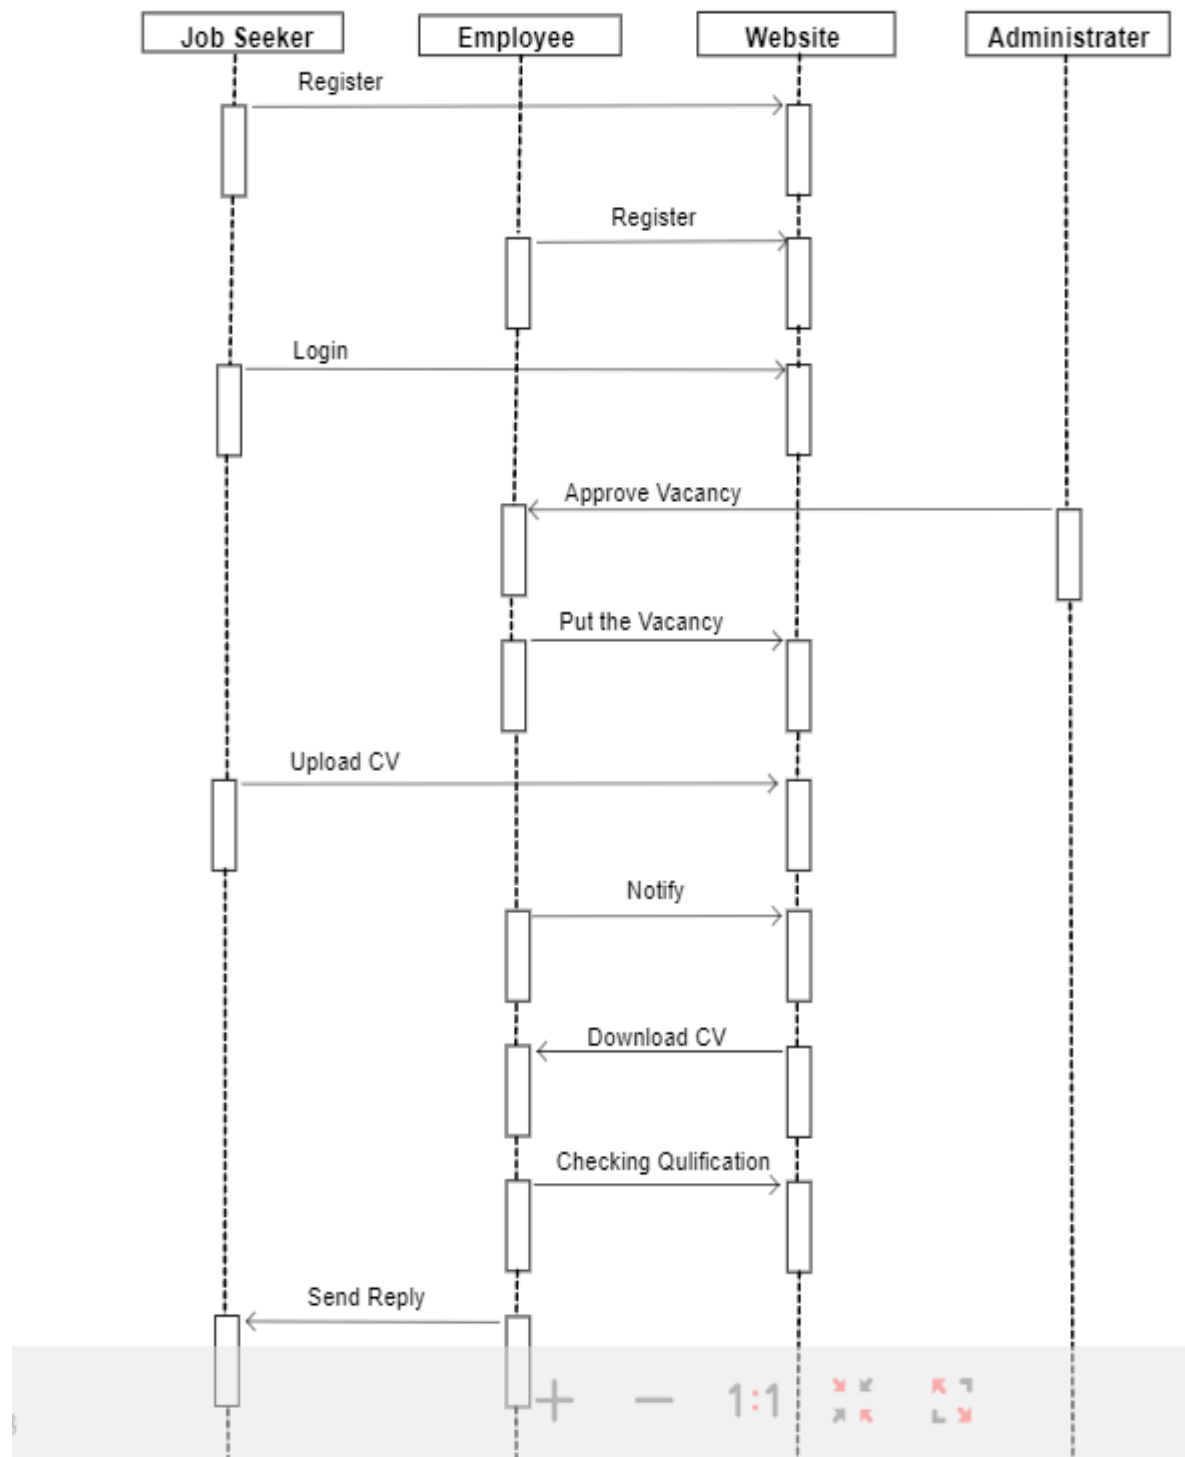 Job Seeker
Employee
Website
Administrater
Register
Register
Login
Approve Vacancy
Put the Vacancy
Upload CV
Notify
Download CV
Checking Qulification
Send Reply
1:1